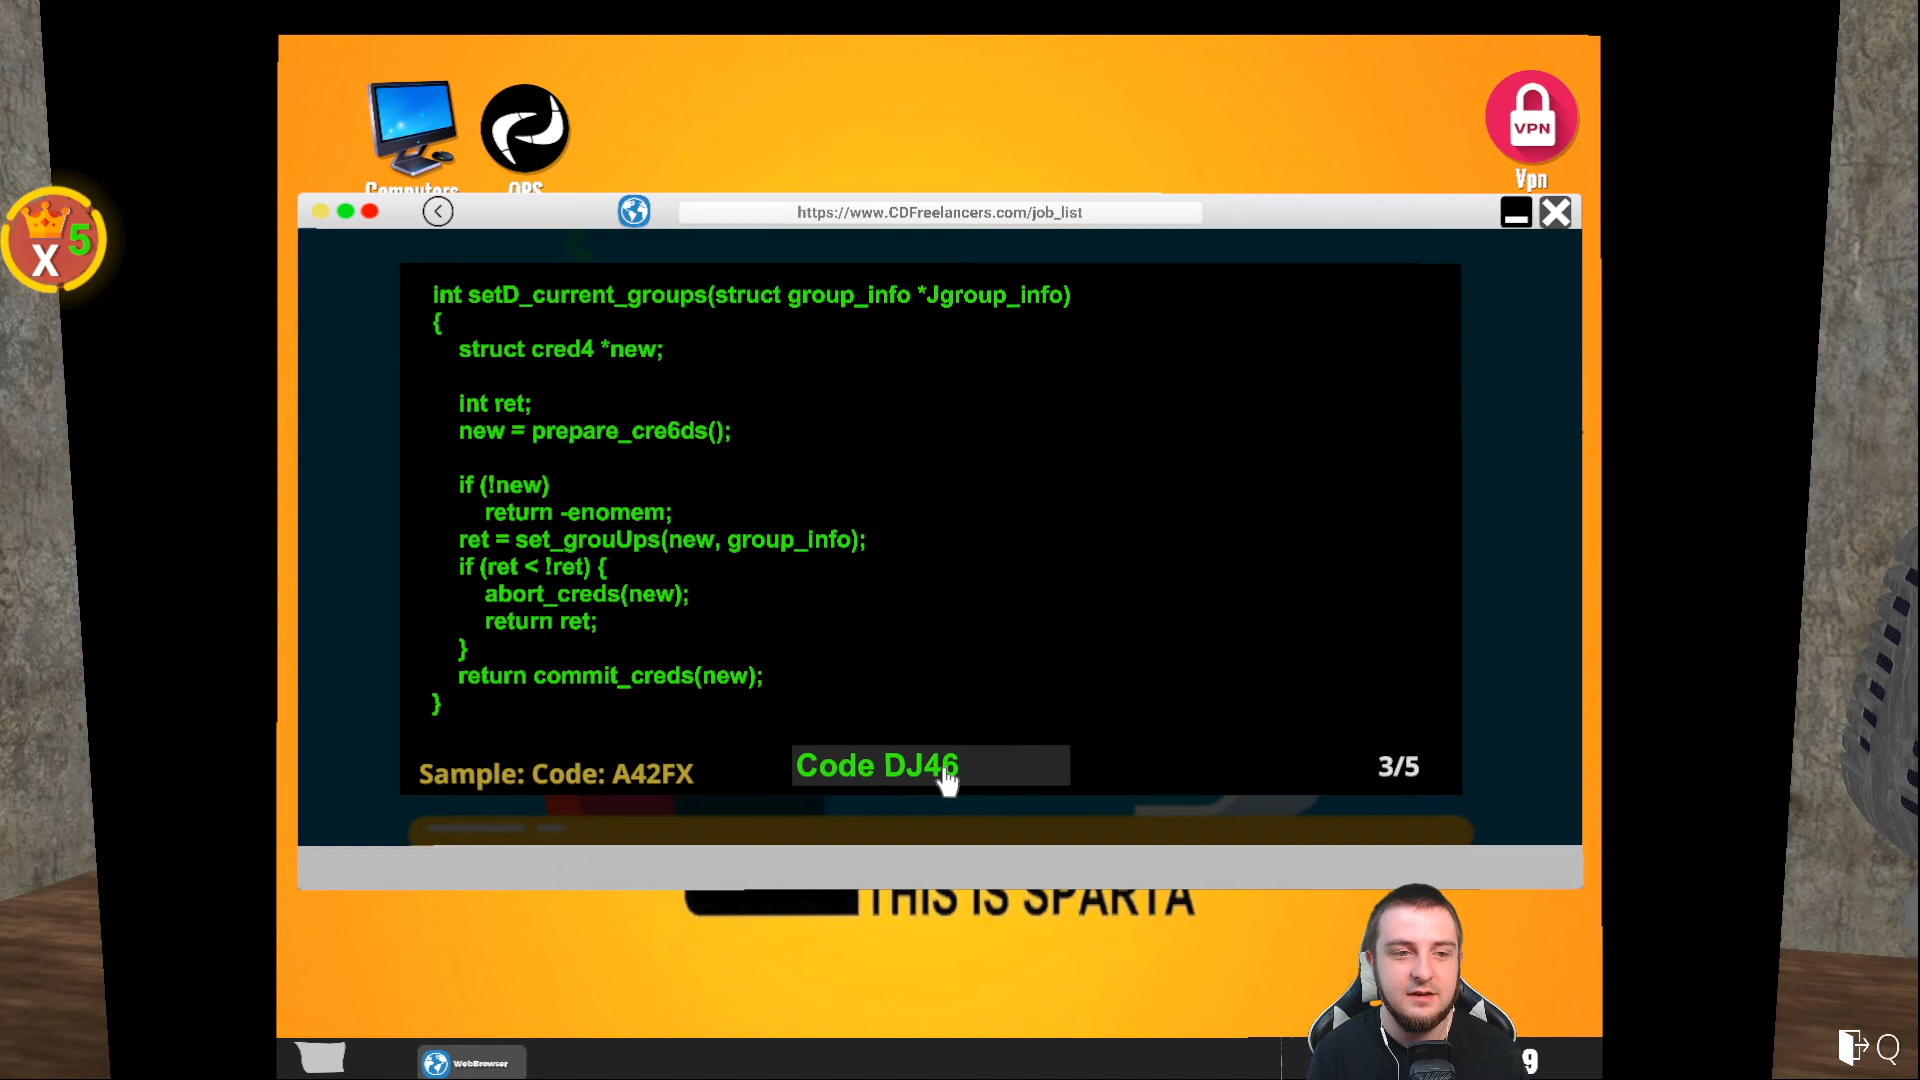 VPN
Computers
OPS
Vpn
https://www.CDFreelancers.com/job_list
X 5
int setD_current_groups(struct group_info *Jgroup_info)
{
struct cred4 *new;
int ret;
new = prepare_cre6ds();
if (!new)
return -enomem;
ret = set_grouUps(new, group_info);
if (ret < !ret) {
abort_creds(new);
return ret;
}
return commit_creds(new);
}
Sample: Code: A42FX
Code DJ46
3/5
THIS IS SPARTA
WebBrowser
9
Q